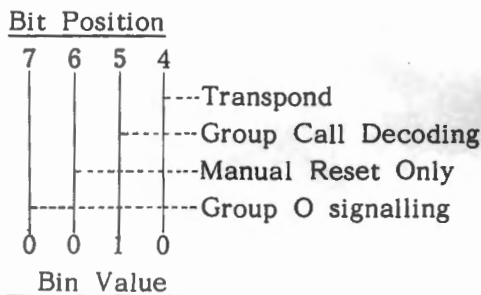 Bit Position
7 6 5 4
Transpond
Group Call Decoding
Manual Reset Only
Group O signalling
0 0 1 0
Bin Value